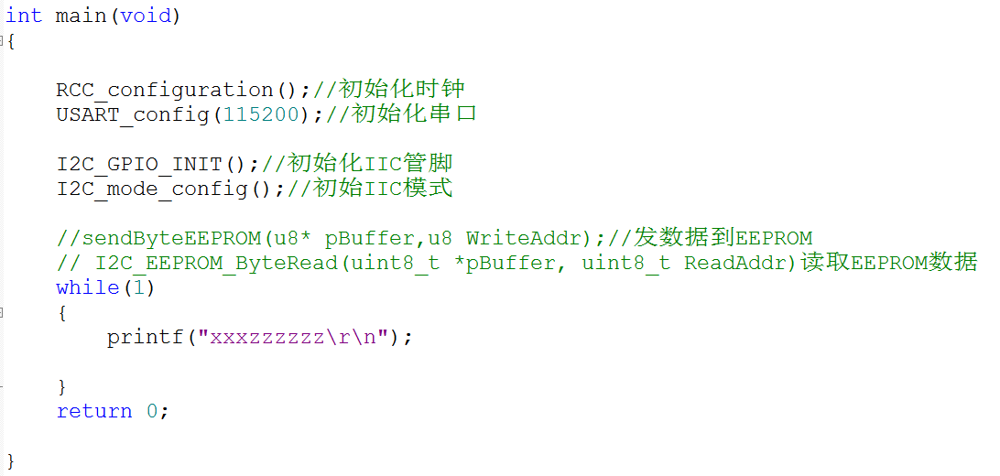 int main(void)
{
RCC_configuration();//初始化时钟
USART_config(115200);//初始化串口
I2C_GPIO_INIT();//初始化IIC管脚
I2C_mode_config();//初始IIC模式
//sendByteEEPROM(u8* pBuffer,u8 WriteAddr);//发数据到EEPROM
// I2C_EEPROM_ByteRead(uint8_t *pBuffer, uint8_t ReadAddr)读取EEPROM数据
while(1)
{
printf("xxxzzzzzz\r\n");
}
return 0;
}